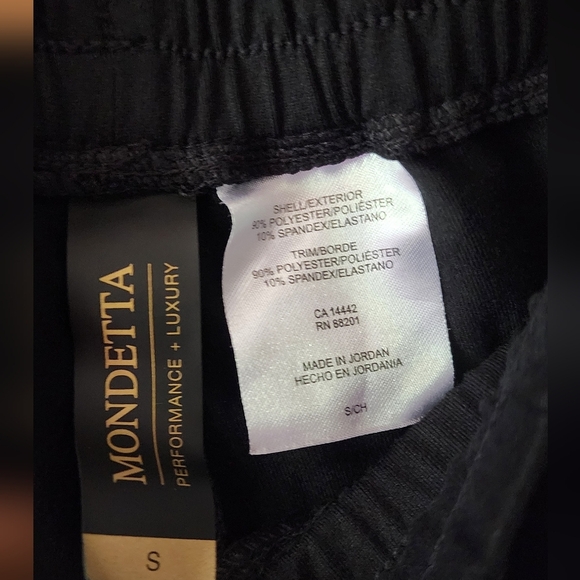 MONDETTA
PERFORMANCE + LUXURY
S
SHELL/EXTERIOR
90% POLYESTER/POLIÉSTER
10% SPANDEX/ELASTANO
TRIM/BORDE
90% POLYESTER/POLIÉSTER
10% SPANDEX/ELASTANO
CA 14442
RN 88201
MADE IN JORDAN
HECHO EN JORDANIA
S/CH